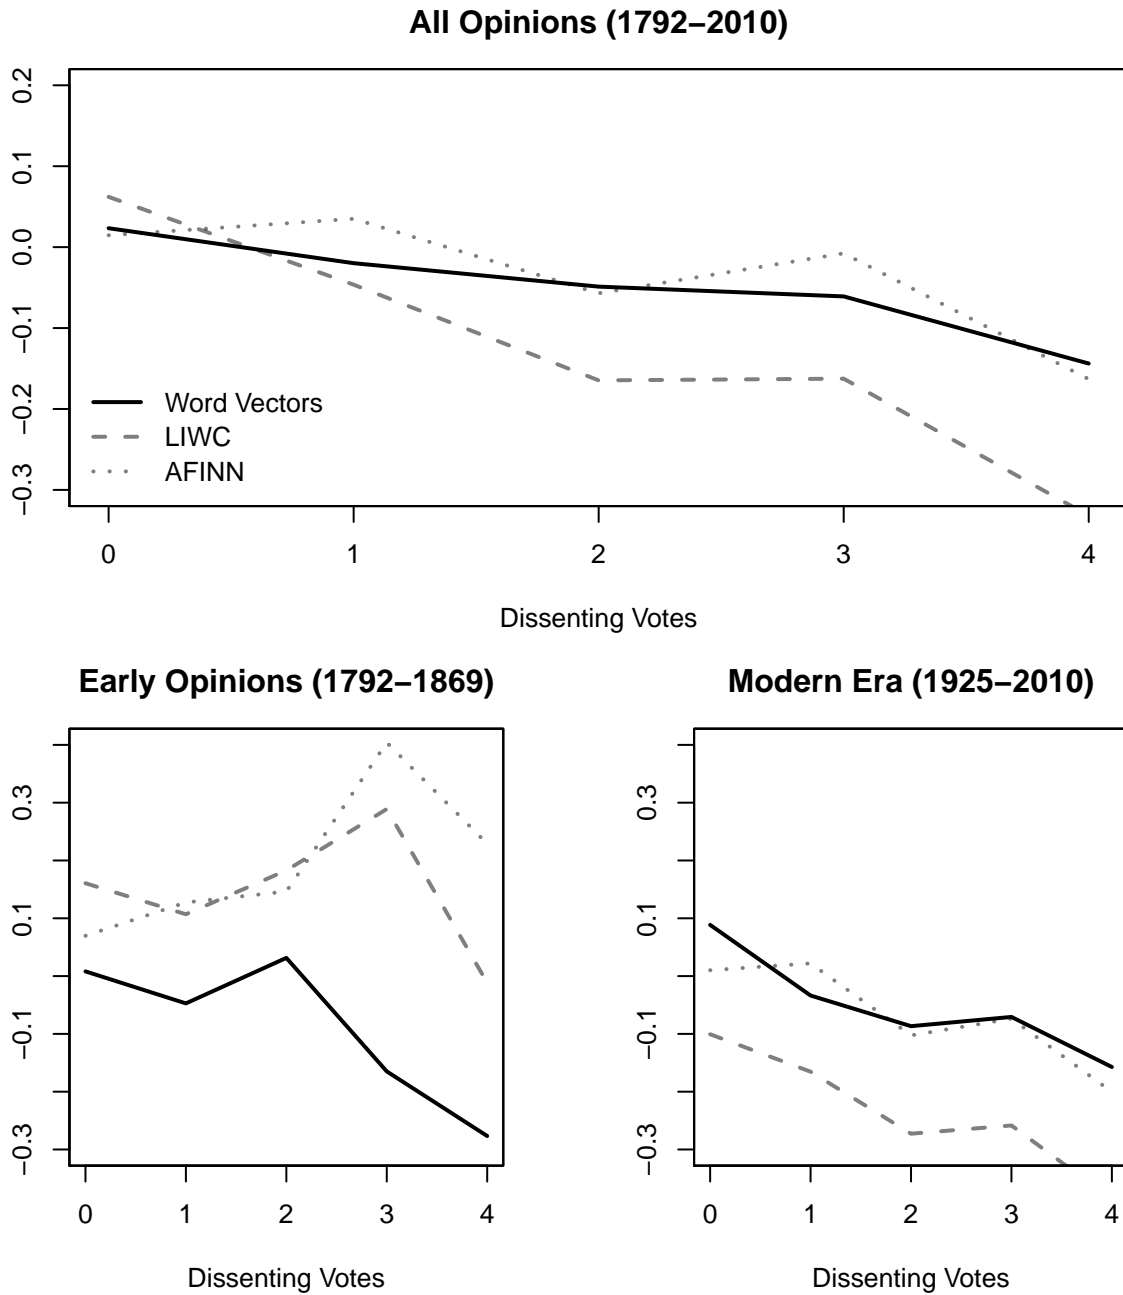 All Opinions (1792–2010)
0.2
0.1
0.0
−0.1
−0.2
−0.3
Word Vectors
LIWC
AFINN
0 1 2 3 4
Dissenting Votes
Early Opinions (1792–1869)
0.3
0.1
−0.1
−0.3
0 1 2 3 4
Dissenting Votes
Modern Era (1925–2010)
0.3
0.1
−0.1
−0.3
0 1 2 3 4
Dissenting Votes